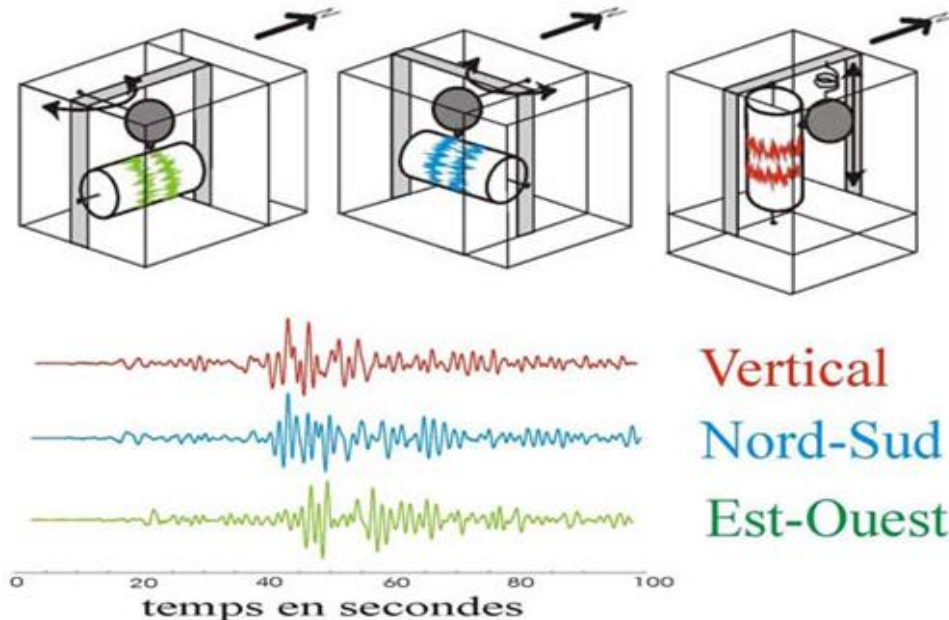 N N N
Vertical
Nord-Sud
Est-Ouest
0 20 40 60 80 100
temps en secondes